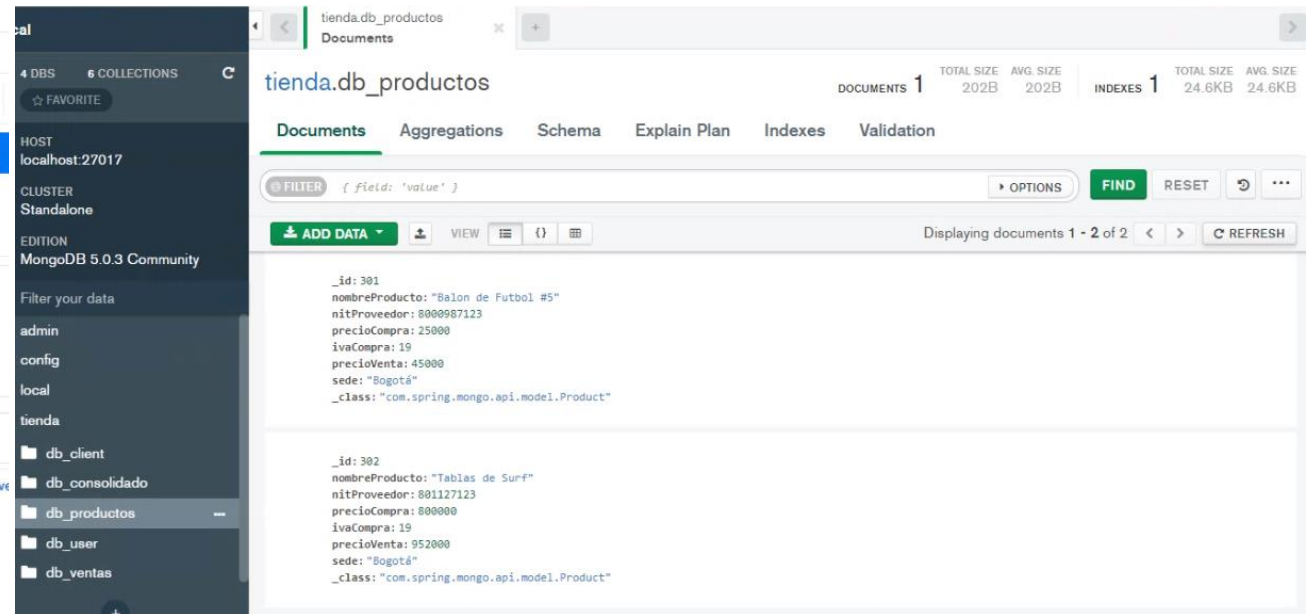 cal
4 DBS 6 COLLECTIONS
FAVORITE
HOST
localhost:27017
CLUSTER
Standalone
EDITION
MongoDB 5.0.3 Community
Filter your data
admin
config
local
tienda
db_client
db_consolidado
db_productos
db_user
db_ventas
+
tienda.db_productos
Documents
+
tienda.db_productos
DOCUMENTS 1 TOTAL SIZE 202B AVG. SIZE 202B INDEXES 1 TOTAL SIZE 24.6KB AVG. SIZE 24.6KB
Documents Aggregations Schema Explain Plan Indexes Validation
FILTER { field: 'value' } OPTIONS FIND RESET ...
ADD DATA VIEW {} Displaying documents 1 - 2 of 2 < > REFRESH
_id: 301
nombreProducto: "Balon de Futbol #5"
nitProveedor: 8000987123
precioCompra: 25000
ivaCompra: 19
precioVenta: 45000
sede: "Bogotá"
_class: "com.spring.mongo.api.model.Product"
_id: 302
nombreProducto: "Tablas de Surf"
nitProveedor: 801127123
precioCompra: 800000
ivaCompra: 19
precioVenta: 952000
sede: "Bogotá"
_class: "com.spring.mongo.api.model.Product"